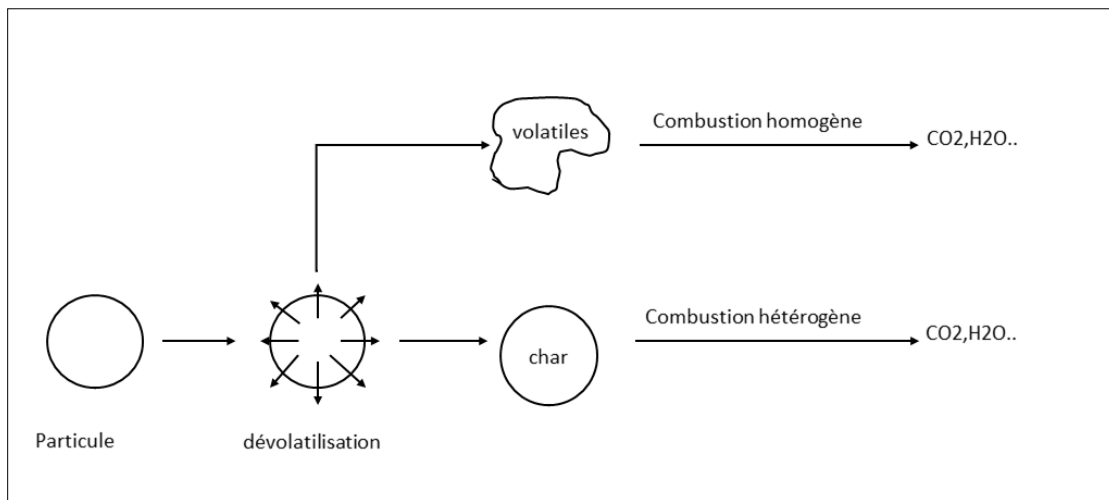 volatiles
Combustion homogène
CO2,H2O..
char
Combustion hétérogène
CO2,H2O..
Particule
dévolatilisation